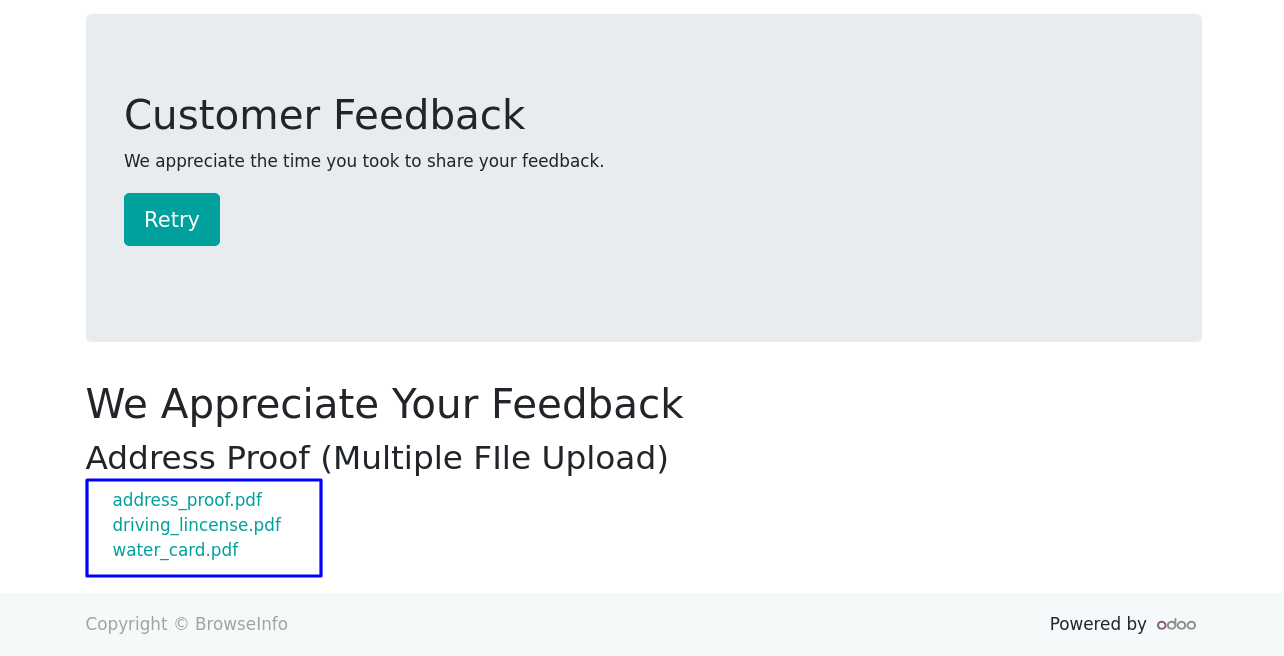 Customer Feedback
We appreciate the time you took to share your feedback.
Retry
We Appreciate Your Feedback
Address Proof (Multiple FIle Upload)
address_proof.pdf
driving_lincense.pdf
water_card.pdf
Copyright © BrowseInfo
Powered by odoo